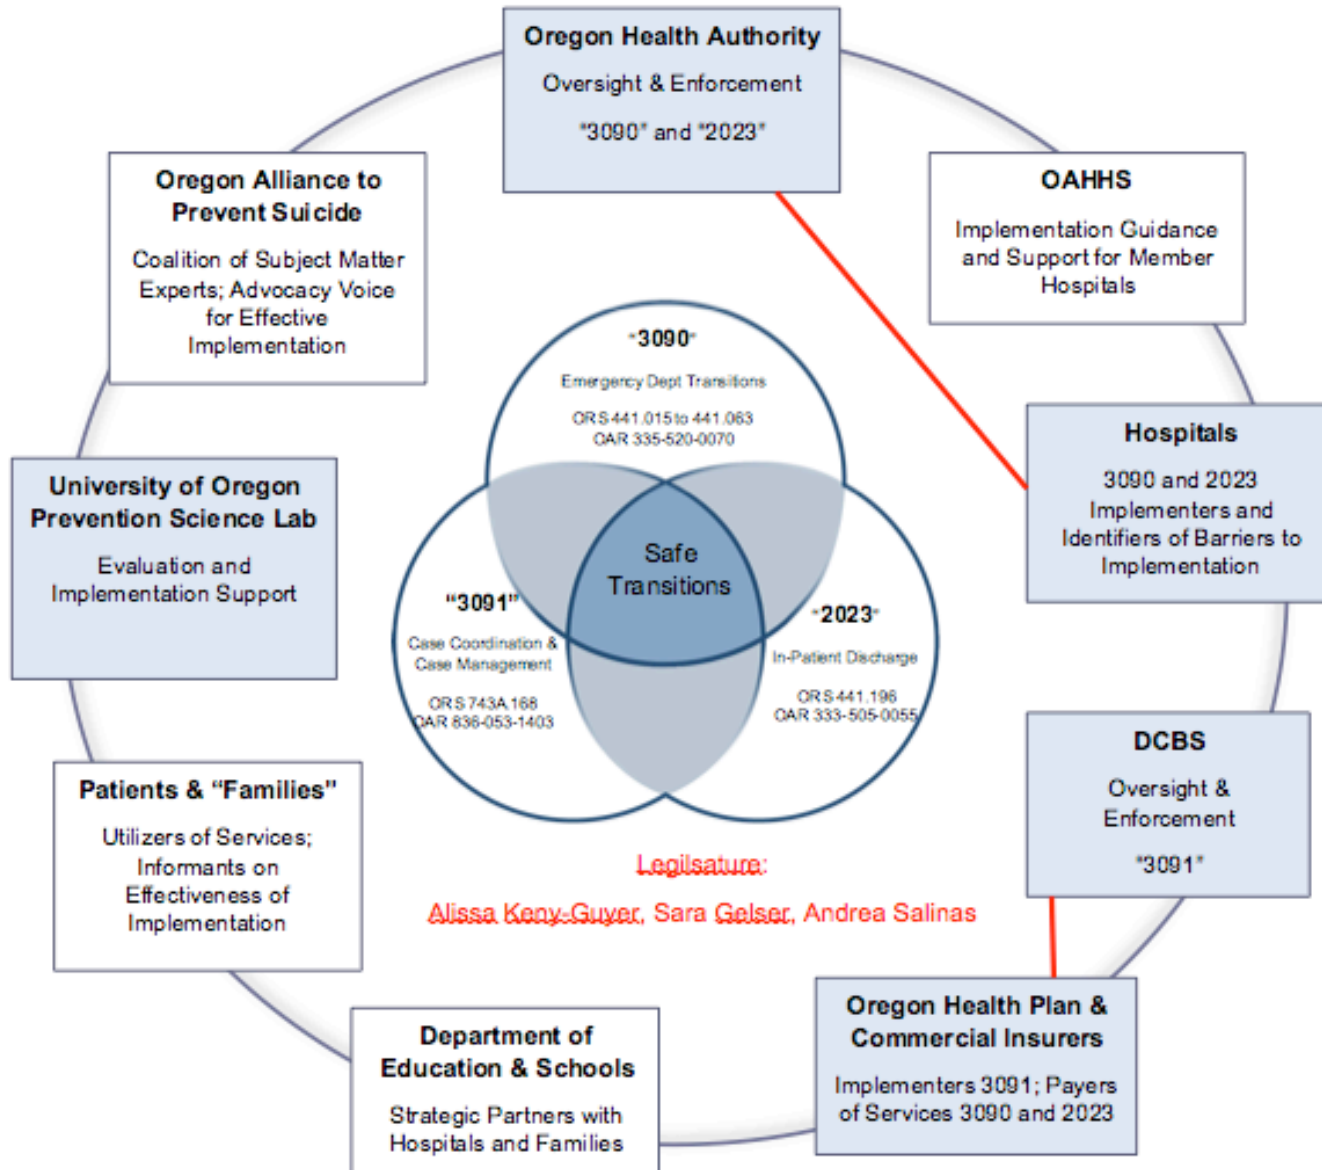 Oregon Health Authority
Oversight & Enforcement
"3090" and "2023"
OAHHS
Implementation Guidance
and Support for Member
Hospitals
Hospitals
3090 and 2023
Implementers and
Identifiers of Barriers to
Implementation
DCBS
Oversight &
Enforcement
"3091"
Oregon Health Plan &
Commercial Insurers
Implementers 3091; Payers
of Services 3090 and 2023
Department of
Education & Schools
Strategic Partners with
Hospitals and Families
Patients & "Families"
Utilizers of Services;
Informants on
Effectiveness of
Implementation
University of Oregon
Prevention Science Lab
Evaluation and
Implementation Support
Oregon Alliance to
Prevent Suicide
Coalition of Subject Matter
Experts; Advocacy Voice
for Effective
Implementation
"3090"
Emergency Dept Transitions
ORS 441.015 to 441.063
OAR 335-520-0070
Safe
Transitions
"3091"
Case Coordination &
Case Management
ORS 743A.168
OAR 836-053-1403
"2023"
In-Patient Discharge
ORS 441.196
OAR 333-505-0055
Legilsature:
Alissa Keny-Guyer, Sara Gelser, Andrea Salinas